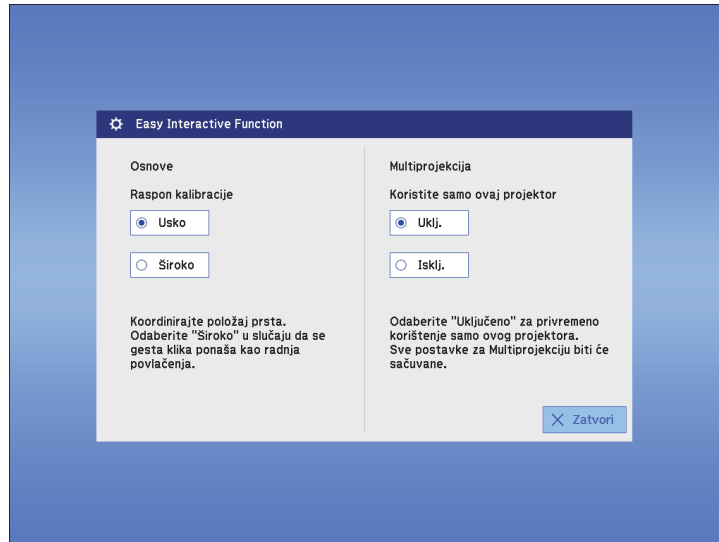 Easy Interactive Function
Osnove
Raspon kalibracije
Usko
Široko
Koordinirajte položaj prsta.
Odaberite "Široko" u slučaju da se
gesta klika ponaša kao radnja
povlačenja.
Multiprojekcija
Koristite samo ovaj projektor
Uklj.
Isklj.
Odaberite "Uključeno" za privremeno
korištenje samo ovog projektora.
Sve postavke za Multiprojekciju biti će
sačuvane.
Zatvori